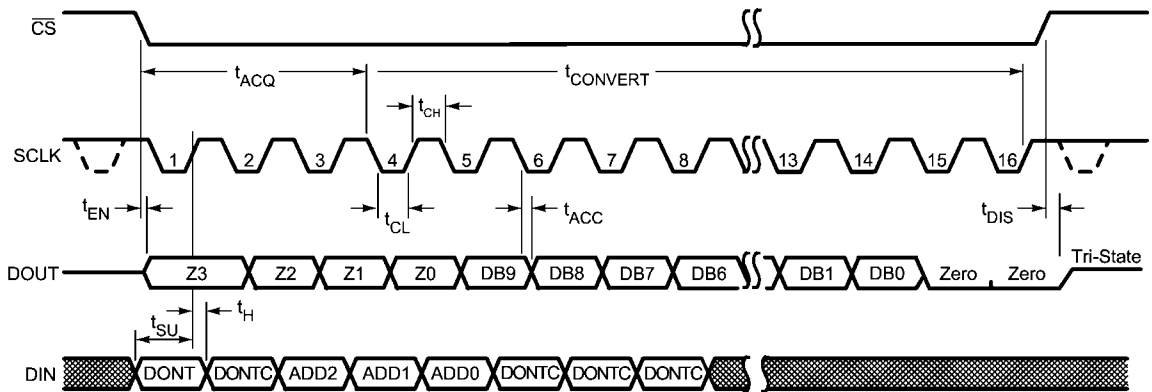 CS
tACQ
tCONVERT
tCH
SCLK
1 2 3 4 5 6 7 8 13 14 15 16
tEN
tCL
tACC
tDIS
DOUT
Z3 Z2 Z1 Z0 DB9 DB8 DB7 DB6 DB1 DB0 Zero Zero Tri-State
tSU
tH
DIN
DONT DONTC ADD2 ADD1 ADD0 DONTC DONTC DONTC